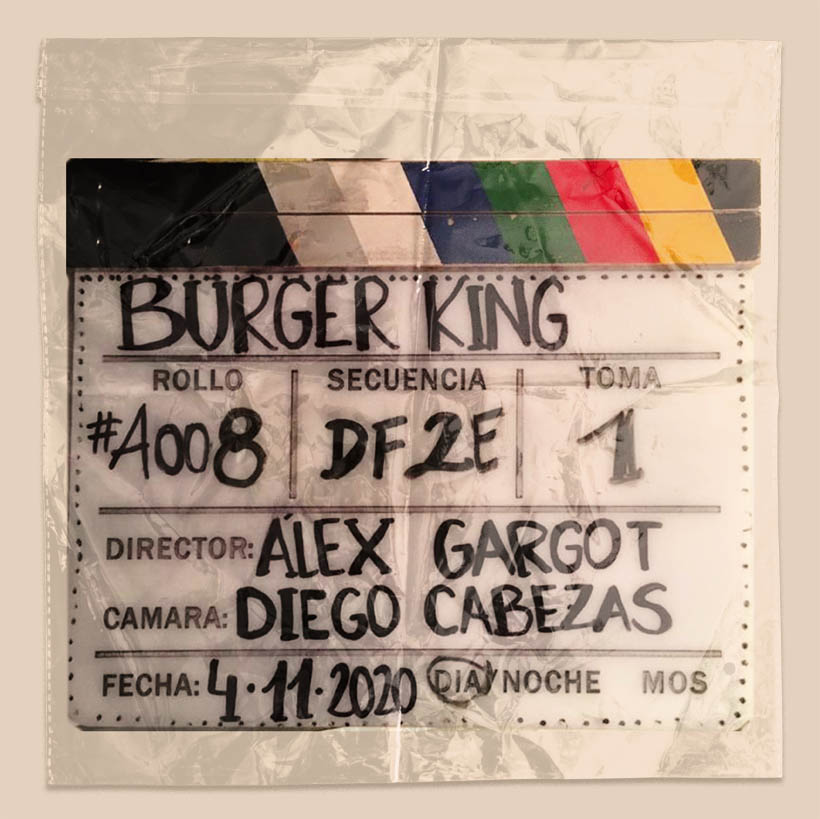 BURGER KING
ROLLO SECUENCIA TOMA
#A008 DF2E 1
DIRECTOR: ÁLEX GARGOT
CAMARA: DIEGO CABEZAS
FECHA: 4·11·2020 DIA/NOCHE MOS